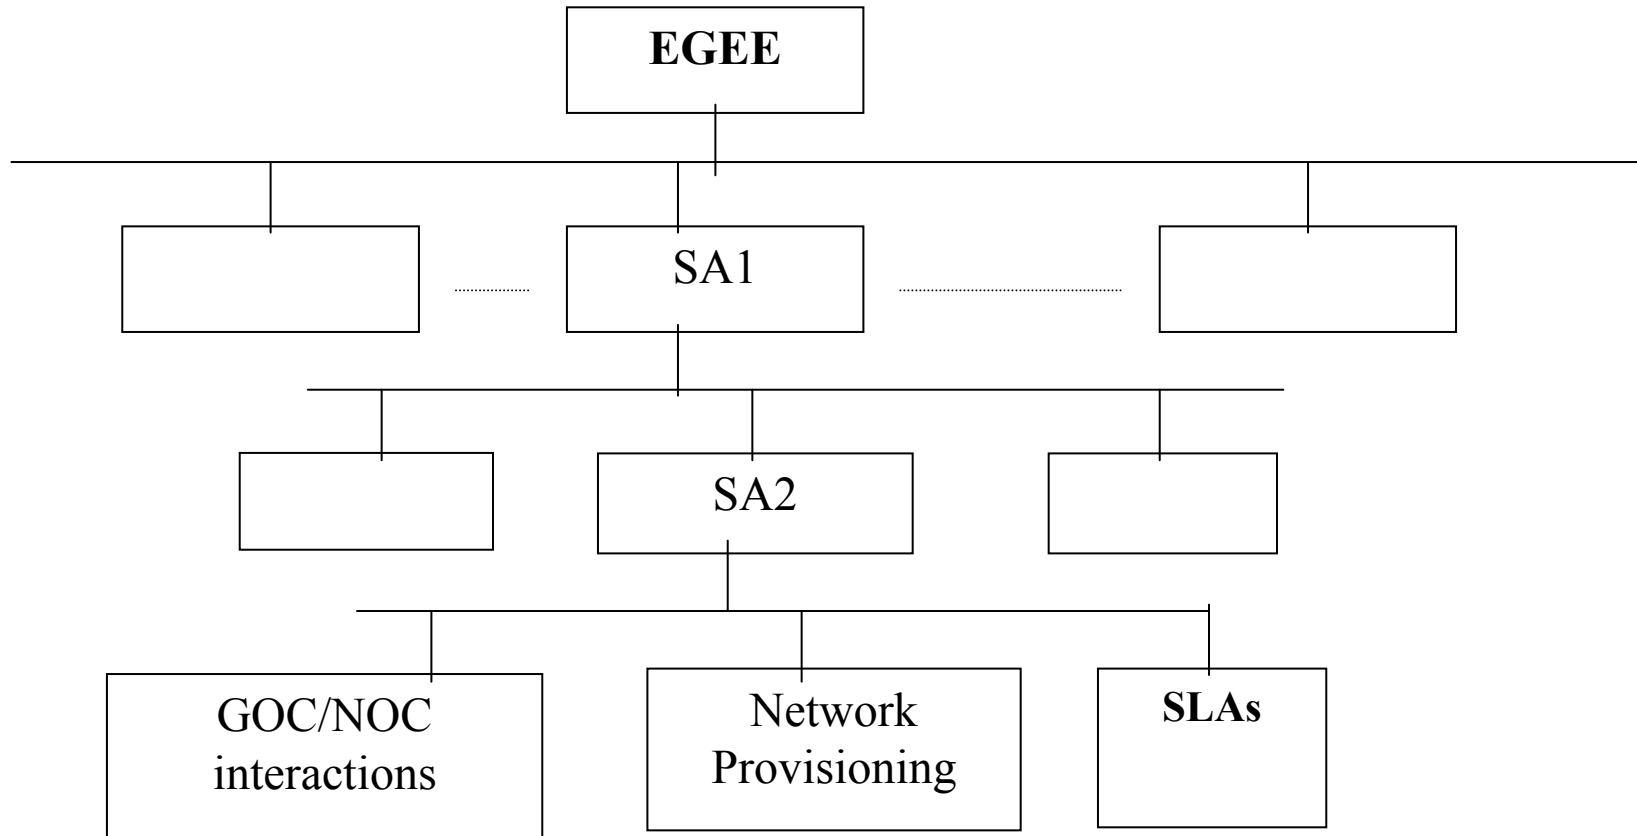 EGEE
SA1
SA2
GOC/NOC
interactions
Network
Provisioning
SLAs